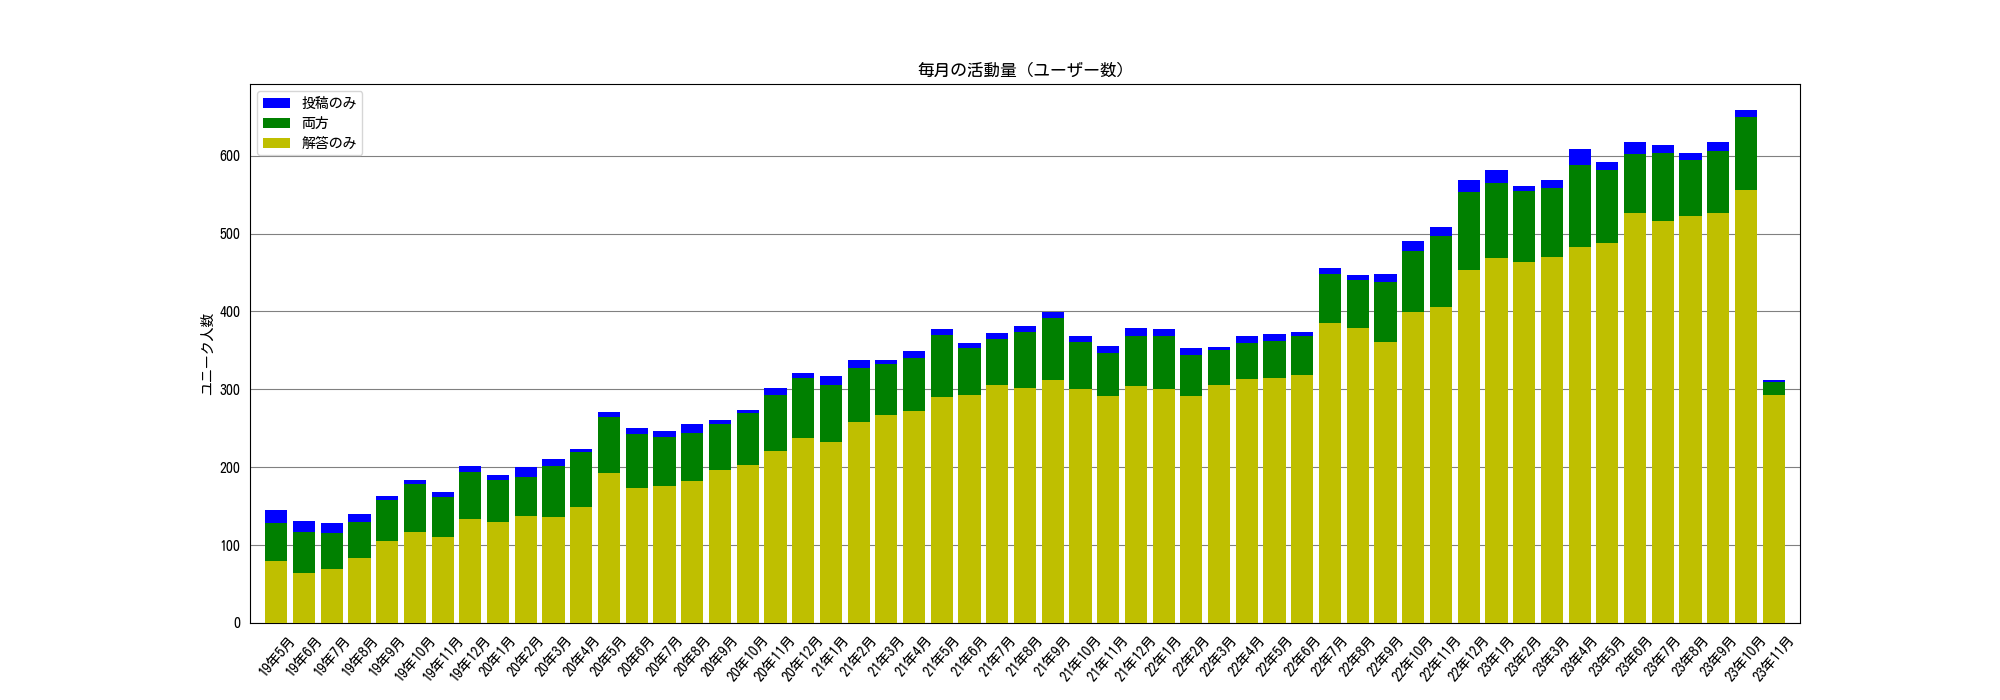 毎月の活動量（ユーザー数）
投稿のみ
両方
解答のみ
ユニーク人数
600
500
400
300
200
100
0
19年5月
19年6月
19年7月
19年8月
19年9月
19年10月
19年11月
19年12月
20年1月
20年2月
20年3月
20年4月
20年5月
20年6月
20年7月
20年8月
20年9月
20年10月
20年11月
20年12月
21年1月
21年2月
21年3月
21年4月
21年5月
21年6月
21年7月
21年8月
21年9月
21年10月
21年11月
21年12月
22年1月
22年2月
22年3月
22年4月
22年5月
22年6月
22年7月
22年8月
22年9月
22年10月
22年11月
22年12月
23年1月
23年2月
23年3月
23年4月
23年5月
23年6月
23年7月
23年8月
23年9月
23年10月
23年11月